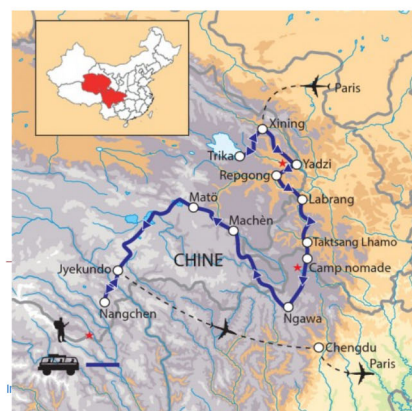 Paris
Xining
Trika
Yadzi
Repgong
Labrang
Matö
Machèn
Taktsang Lhamo
CHINE
Camp nomade
Jyekundo
Nangchen
Ngawa
Chengdu
Paris